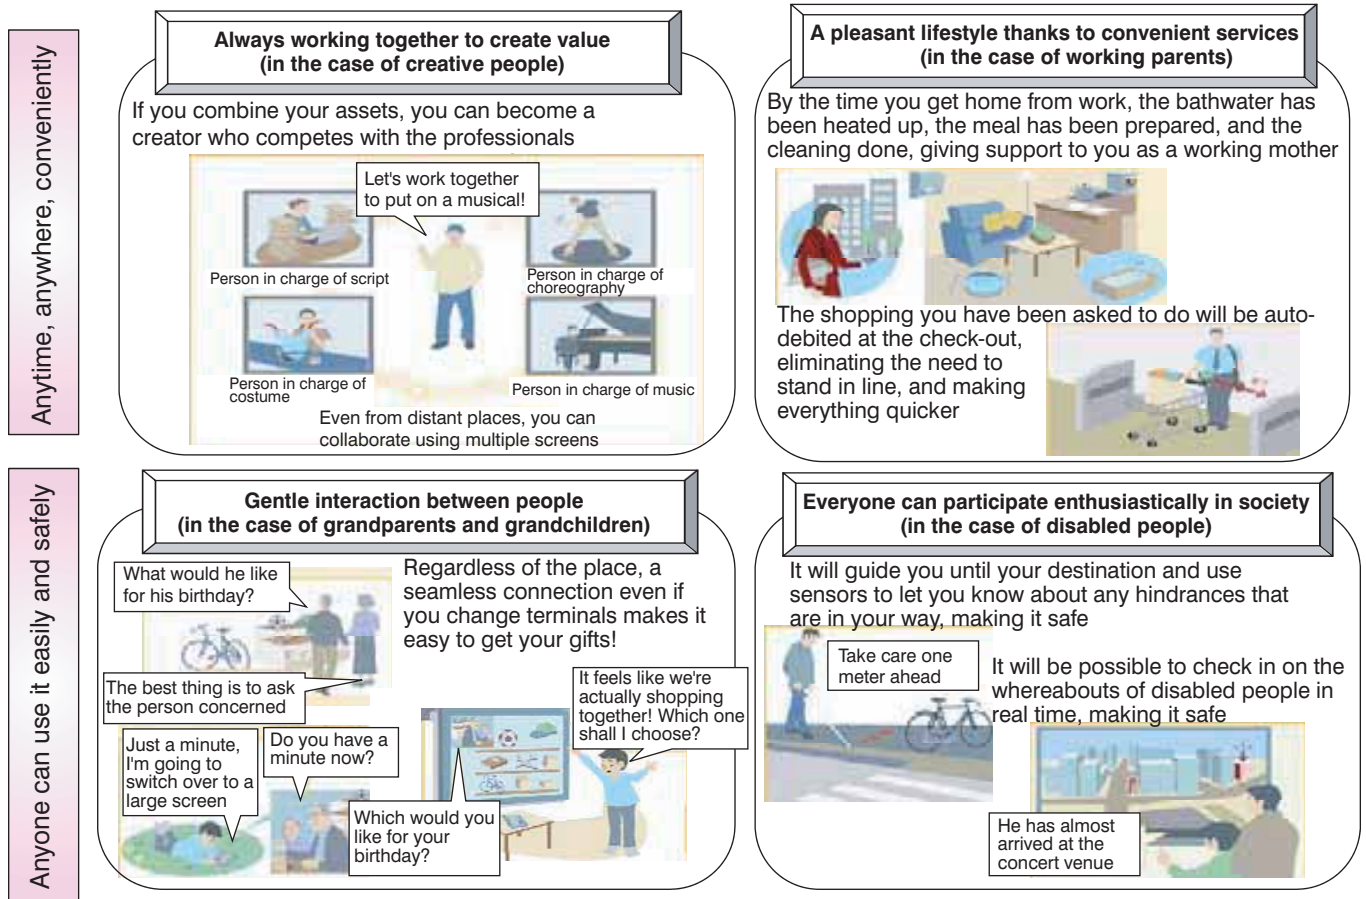 Anytime, anywhere, conveniently
Always working together to create value
(in the case of creative people)
If you combine your assets, you can become a
creator who competes with the professionals
Let's work together
to put on a musical!
Person in charge of script
Person in charge of
choreography
Person in charge of
costume
Person in charge of music
Even from distant places, you can
collaborate using multiple screens
A pleasant lifestyle thanks to convenient services
(in the case of working parents)
By the time you get home from work, the bathwater has
been heated up, the meal has been prepared, and the
cleaning done, giving support to you as a working mother
The shopping you have been asked to do will be auto-
debited at the check-out,
eliminating the need to
stand in line, and making
everything quicker
Anyone can use it easily and safely
Gentle interaction between people
(in the case of grandparents and grandchildren)
What would he like
for his birthday?
Regardless of the place, a
seamless connection even if
you change terminals makes it
easy to get your gifts!
The best thing is to ask
the person concerned
Just a minute,
I'm going to
switch over to a
large screen
Do you have a
minute now?
Which would you
like for your
birthday?
It feels like we're
actually shopping
together! Which one
shall I choose?
Everyone can participate enthusiastically in society
(in the case of disabled people)
It will guide you until your destination and use
sensors to let you know about any hindrances that
are in your way, making it safe
Take care one
meter ahead
It will be possible to check in on the
whereabouts of disabled people in
real time, making it safe
He has almost
arrived at the
concert venue